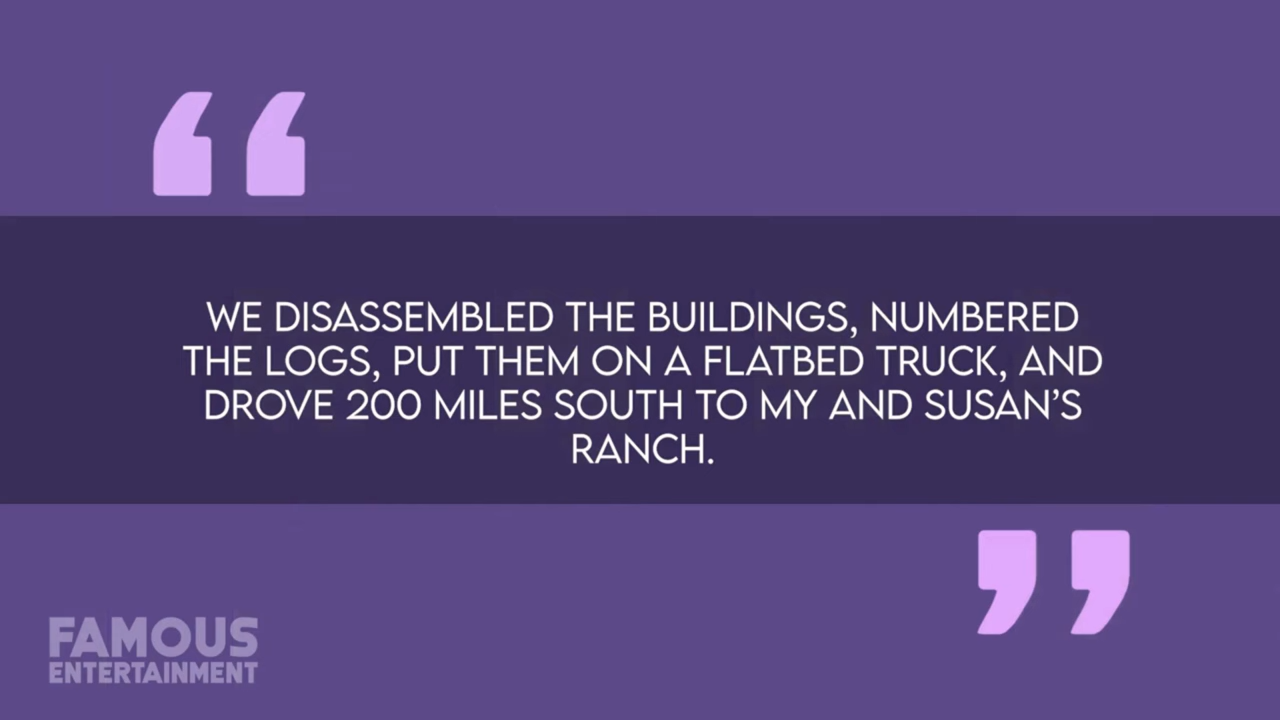 WE DISASSEMBLED THE BUILDINGS, NUMBERED
THE LOGS, PUT THEM ON A FLATBED TRUCK, AND
DROVE 200 MILES SOUTH TO MY AND SUSAN’S
RANCH.
FAMOUS
ENTERTAINMENT